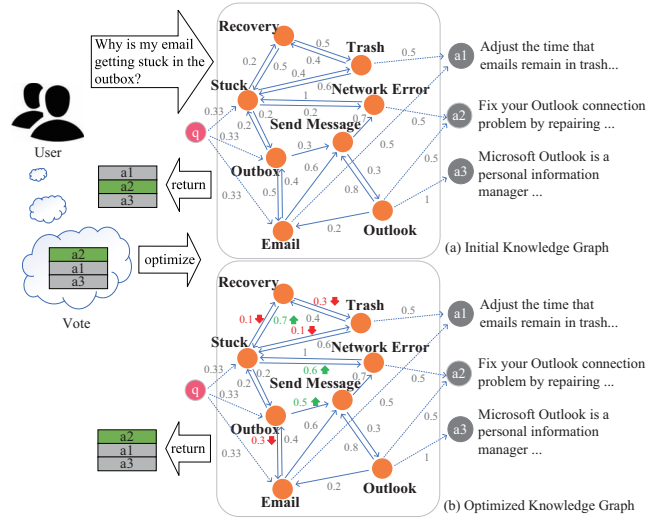 Why is my email
getting stuck in the
outbox?
User
a1
a2
a3
return
Recovery
0.5
Trash
0.2
0.5
0.4
0.4
0.5
Stuck
0.6
1
0.2
Network Error
0.33
q
0.33
0.2
0.2
Send Message
0.7
0.3
Outbox
0.6
0.5
0.4
0.33
0.8
0.3
0.5
0.5
1
0.2
Email
Outlook
a1
Adjust the time that
emails remain in trash...
a2
Fix your Outlook connection
problem by repairing ...
a3
Microsoft Outlook is a
personal information
manager ...
(a) Initial Knowledge Graph
a2
a1
a3
Vote
optimize
Recovery
0.3
Trash
0.1
0.7
0.4
0.1
0.5
Stuck
0.6
1
0.6
Network Error
0.33
q
0.33
0.2
0.2
Send Message
0.7
0.5
Outbox
0.3
0.4
0.6
0.33
0.8
0.3
0.5
0.5
1
0.2
Email
Outlook
a2
a1
a3
return
a1
Adjust the time that
emails remain in trash...
a2
Fix your Outlook connection
problem by repairing ...
a3
Microsoft Outlook is a
personal information
manager ...
(b) Optimized Knowledge Graph